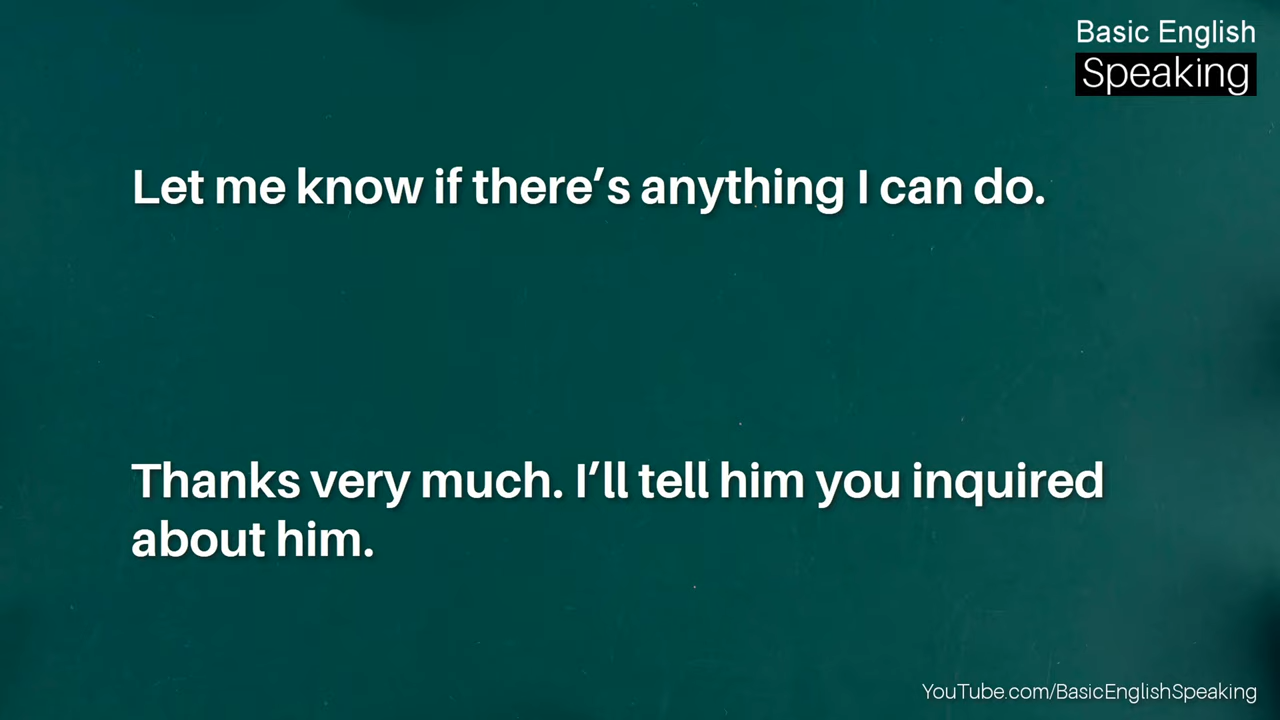 Basic English
Speaking
Let me know if there’s anything I can do.
Thanks very much. I’ll tell him you inquired
about him.
YouTube.com/BasicEnglishSpeaking